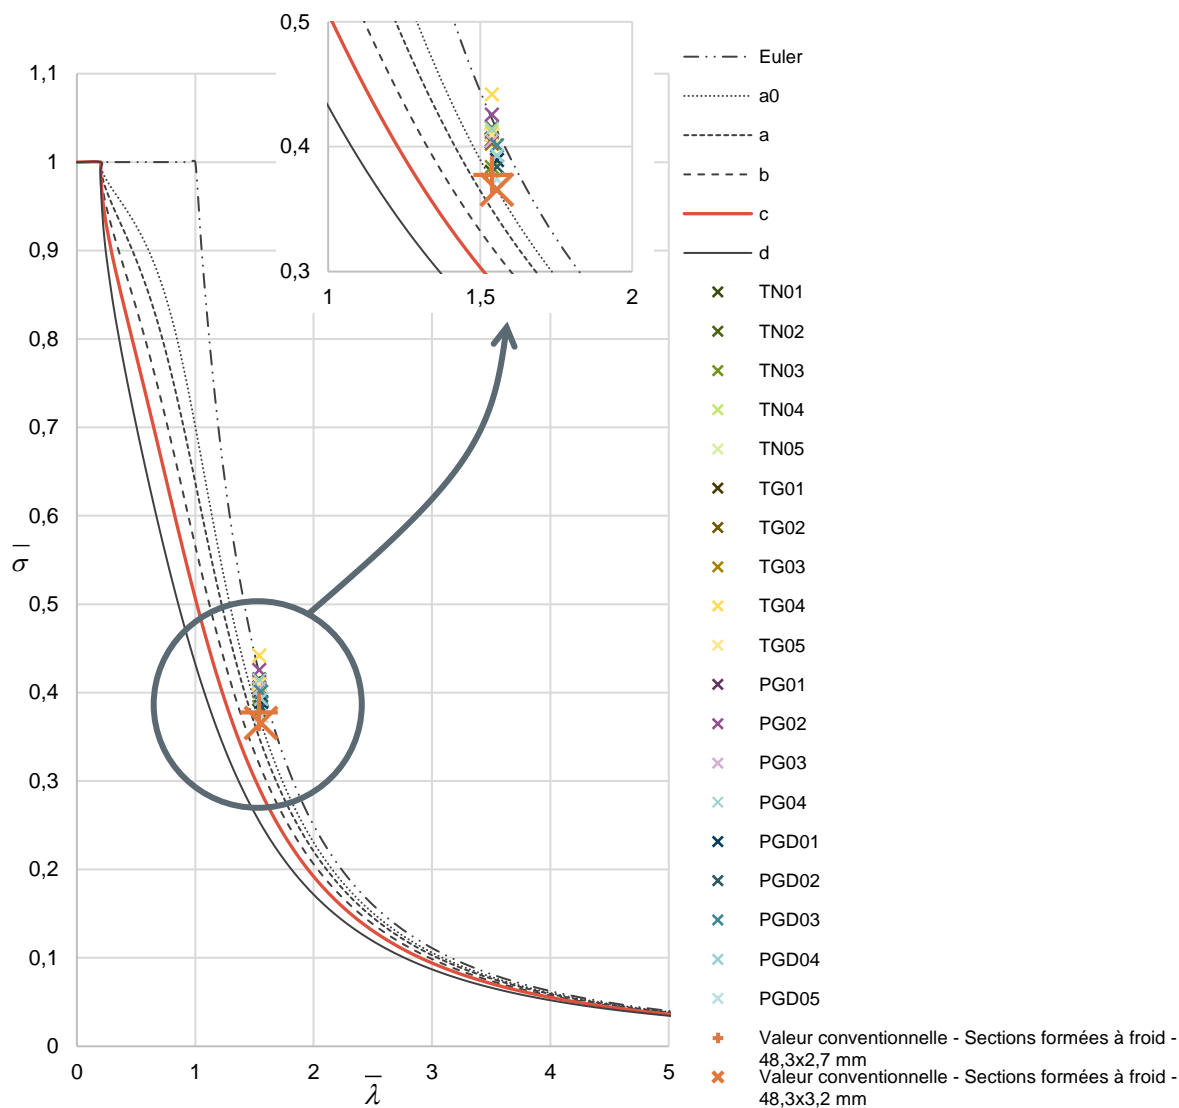 0,5
0,4
0,3
1
1,5
2
1,1
1
0,9
0,8
0,7
0,6
0,5
0,4
0,3
0,2
0,1
0
0
1
2
3
4
5
σ̅
λ̅
Euler
a0
a
b
c
d
TN01
TN02
TN03
TN04
TN05
TG01
TG02
TG03
TG04
TG05
PG01
PG02
PG03
PG04
PGD01
PGD02
PGD03
PGD04
PGD05
Valeur conventionnelle - Sections formées à froid -
48,3x2,7 mm
Valeur conventionnelle - Sections formées à froid -
48,3x3,2 mm